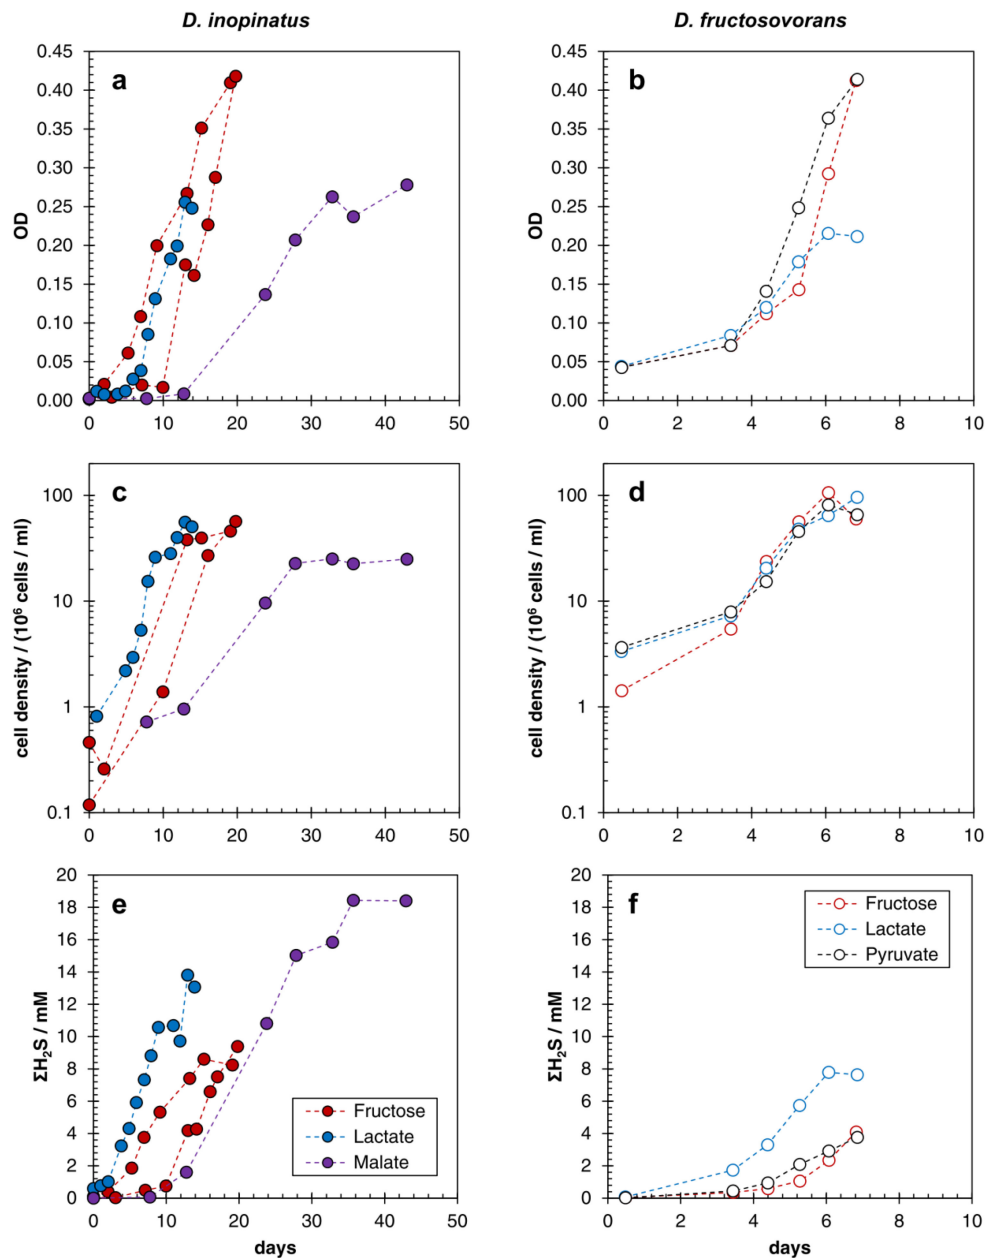 D. inopinatus
D. fructosovorans
a
0.45
0.40
0.35
0.30
0.25
0.20
0.15
0.10
0.05
0.00
OD
0 10 20 30 40 50
b
0.45
0.40
0.35
0.30
0.25
0.20
0.15
0.10
0.05
0.00
OD
0 2 4 6 8 10
c
100
10
1
0.1
cell density / (10⁶ cells / ml)
0 10 20 30 40 50
d
100
10
1
0.1
cell density / (10⁶ cells / ml)
0 2 4 6 8 10
e
20
18
16
14
12
10
8
6
4
2
0
ΣH₂S / mM
Fructose
Lactate
Malate
0 10 20 30 40 50
days
f
20
18
16
14
12
10
8
6
4
2
0
ΣH₂S / mM
Fructose
Lactate
Pyruvate
0 2 4 6 8 10
days